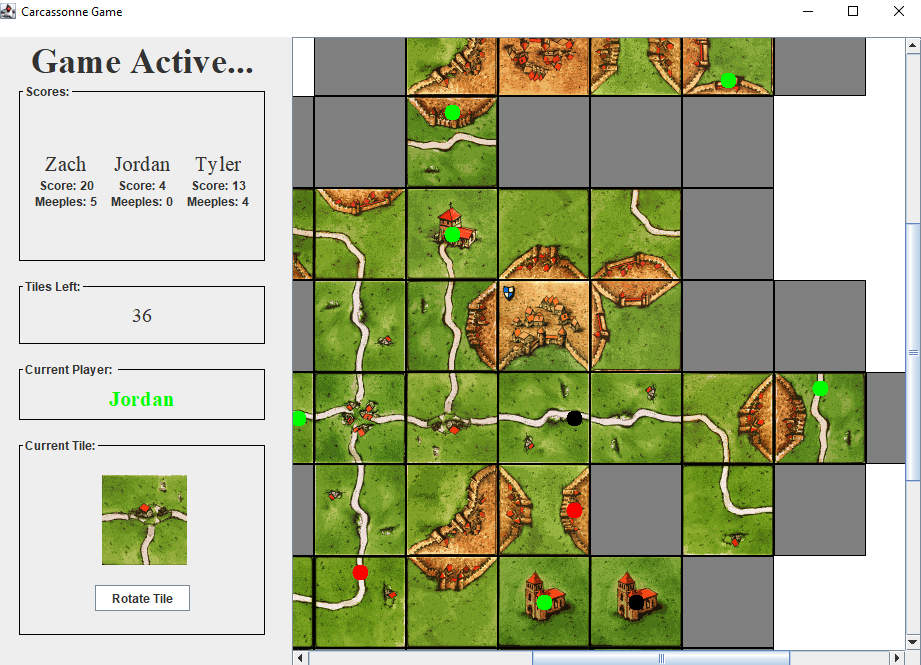 Carcassonne Game
Game Active...
Scores:
Zach Jordan Tyler
Score: 20 Score: 4 Score: 13
Meeples: 5 Meeples: 0 Meeples: 4
Tiles Left:
36
Current Player:
Jordan
Current Tile:
Rotate Tile